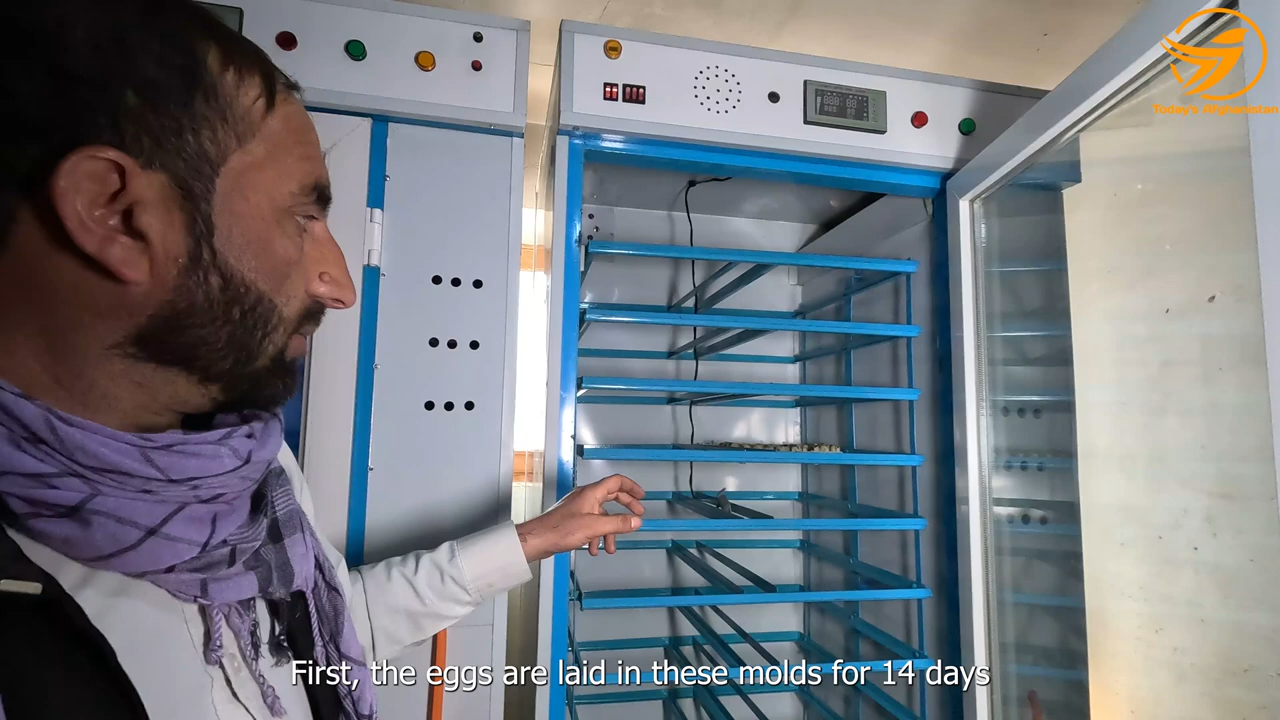 Today's Afghanistan
First, the eggs are laid in these molds for 14 days